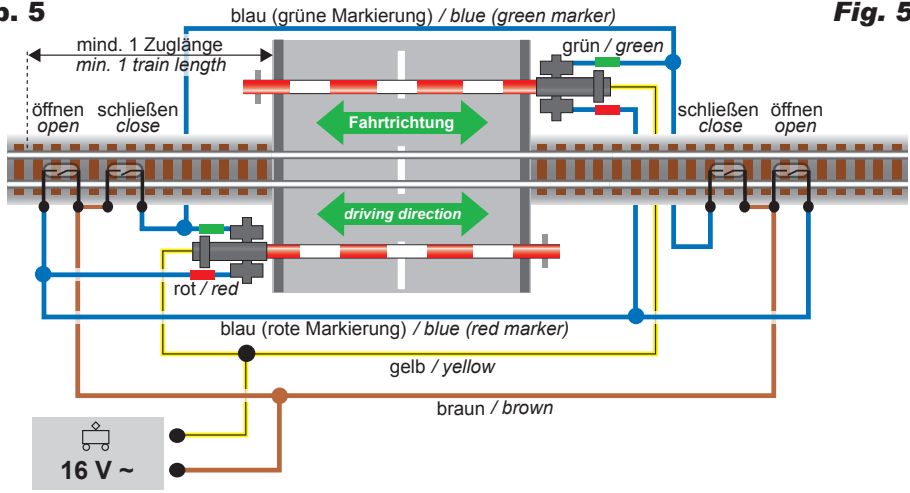 b. 5
Fig. 5
blau (grüne Markierung) / blue (green marker)
mind. 1 Zuglänge
min. 1 train length
grün / green
öffnen
open
schließen
close
Fahrtrichtung
schließen
close
öffnen
open
driving direction
rot / red
blau (rote Markierung) / blue (red marker)
gelb / yellow
braun / brown
16 V ~